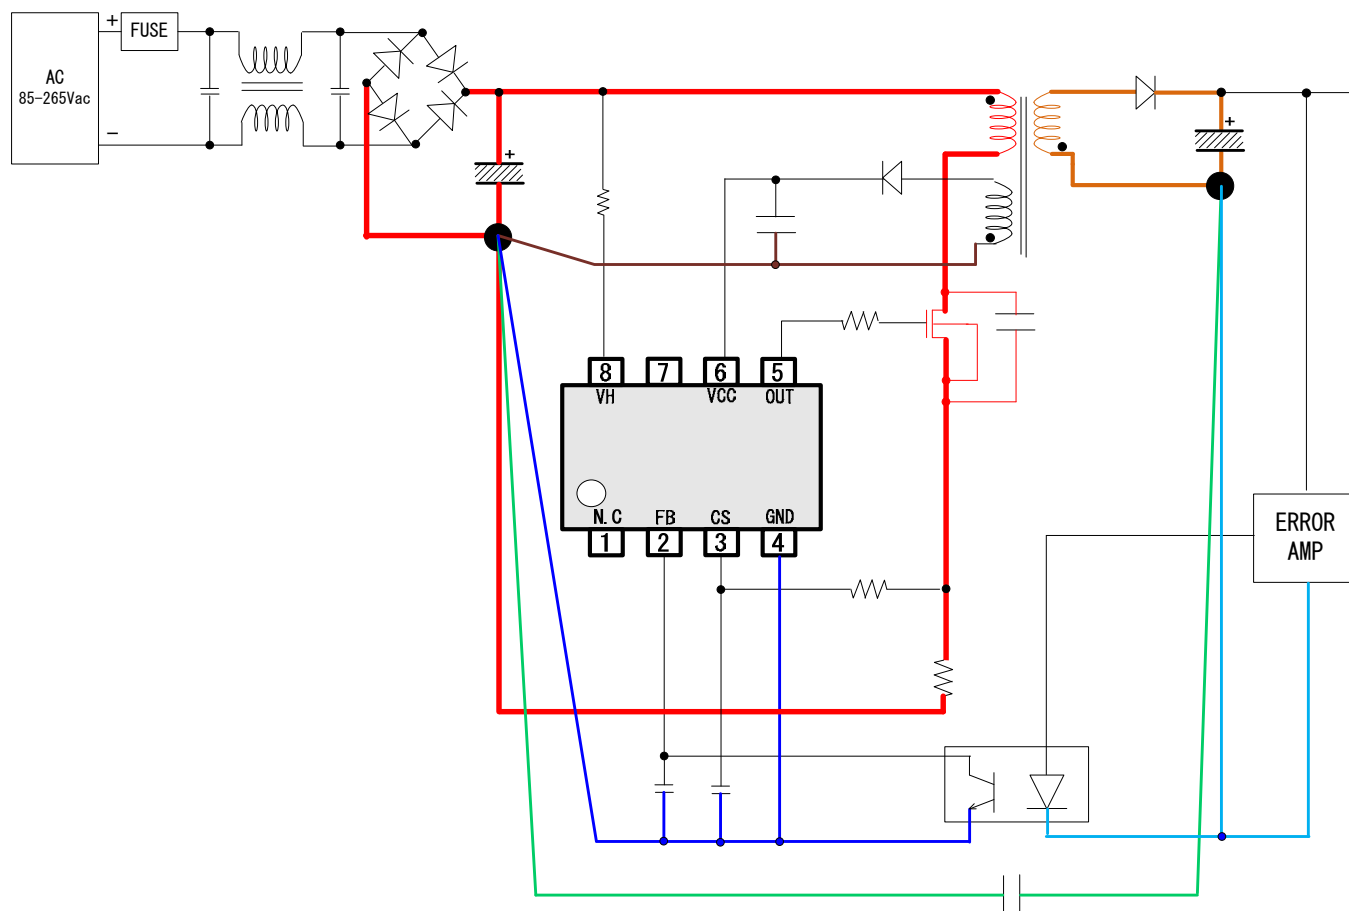 +
FUSE
AC
85-265Vac
−
+
+
8
7
6
5
VH
VCC
OUT
N.C
FB
CS
GND
1
2
3
4
ERROR
AMP